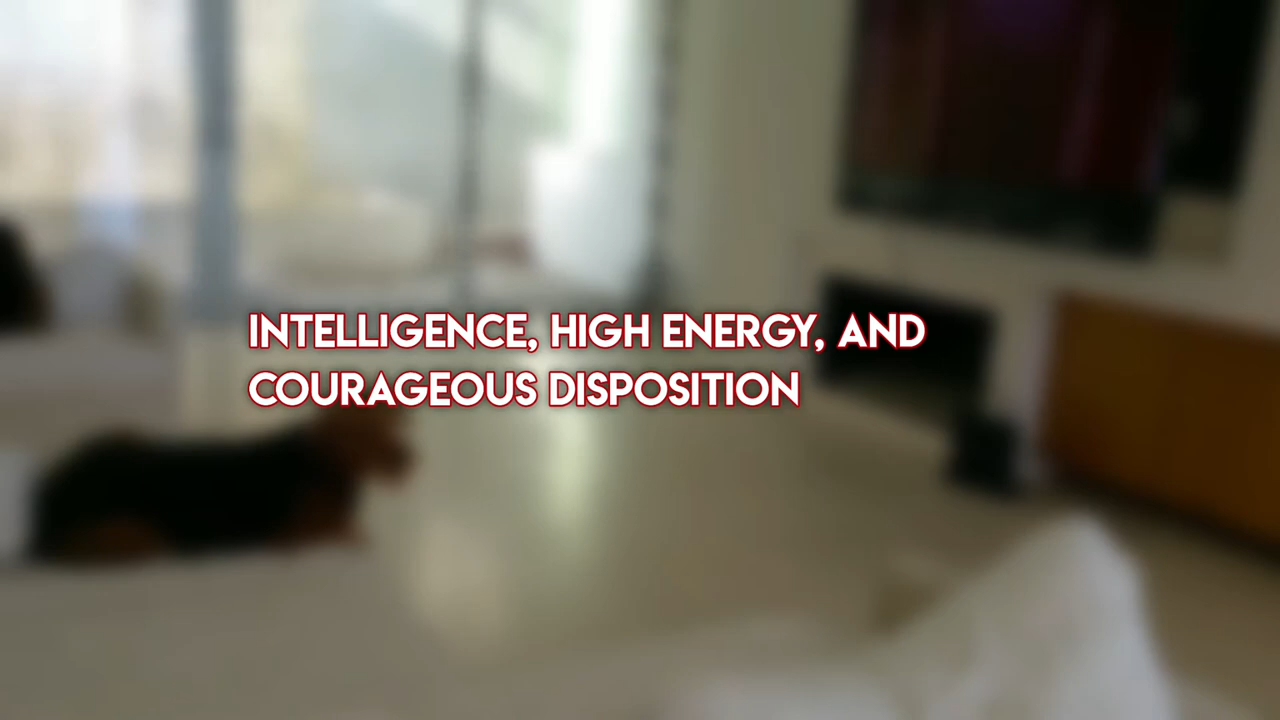 INTELLIGENCE, HIGH ENERGY, AND
COURAGEOUS DISPOSITION